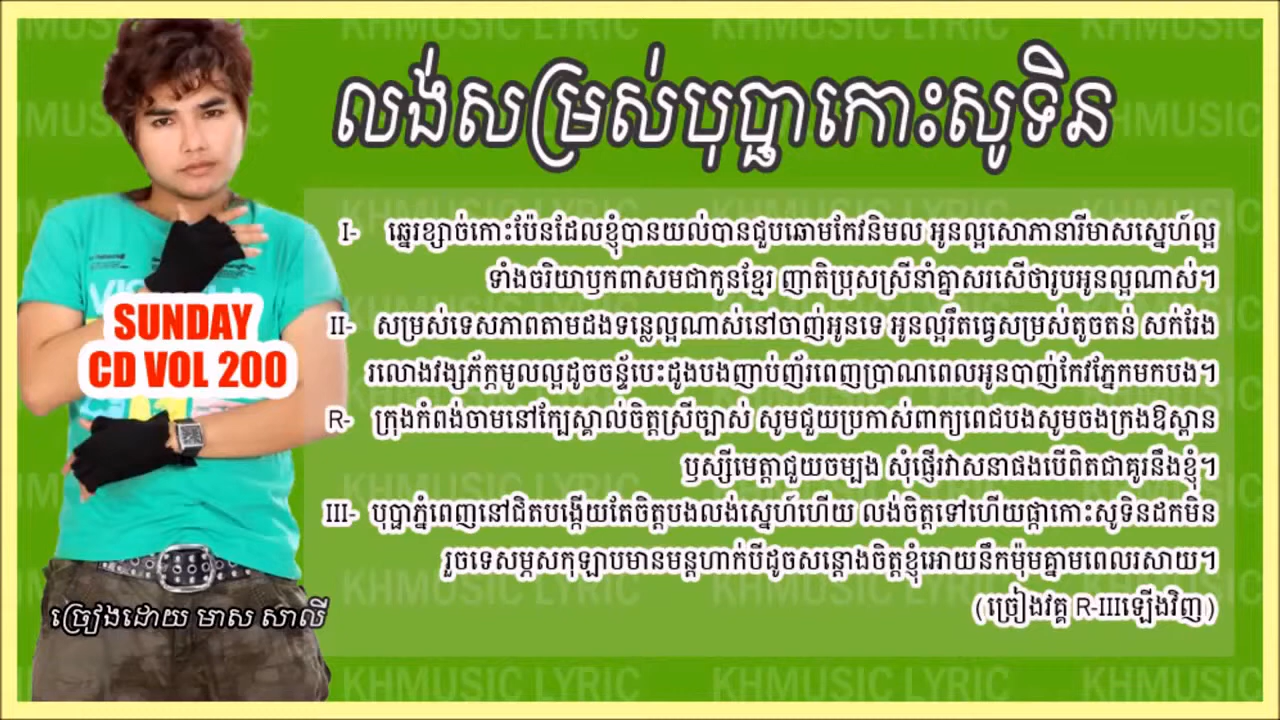 លង់សម្រស់បុប្ផាកោះសូទិន
I- ឆ្នេរខ្សាច់កោះប៉ែនដែលខ្ញុំបានយល់បានជួបឆោមកែវនិមល អូនល្អសោភានារីមាសស្នេហ៍ល្អ
ទាំងចរិយាឫកពាសមជាកូនខ្មែរ ញាតិប្រុសស្រីនាំគ្នាសរសើថារូបអូនល្អណាស់។
II- សម្រស់ទេសភាពតាមដងទន្លេល្អណាស់នៅចាញ់អូនទេ អូនល្អរឹតធ្វេសម្រស់តូចតន់ សក់វែង
រលោងវង្សភ័ក្កមូលល្អដូចចន្ទ័បេះដូងបងញាប់ញ័រពេញប្រាណពេលអូនបាញ់កែវភ្នែកមកបង។
R- ក្រុងកំពង់ចាមនៅក្បែស្គាល់ចិត្តស្រីច្បាស់ សូមជួយប្រកាស់ពាក្យពេជបងសូមចងក្រងឱស្ពាន
ឫស្សីមេត្តាជួយចម្បង សុំផ្ញើរវាសនាផងបើពិតជាគូរនឹងខ្ញុំ។
III- បុប្ផាភ្នំពេញនៅជិតបង្កើយតែចិត្តបងលង់ស្នេហ៍ហើយ លង់ចិត្តទៅហើយផ្កាកោះសូទិនដកមិន
រួចទេសម្ភសកុឡាបមានមន្តហាក់បីដូចសន្តោងចិត្តខ្ញុំអោយនឹកម៉ុមគ្នាមពេលរសាយ។
( ច្រៀងវគ្គ R-IIIឡើងវិញ )
SUNDAY
CD VOL 200
ច្រៀងដោយ មាស សាលី
KHMUSIC LYRIC